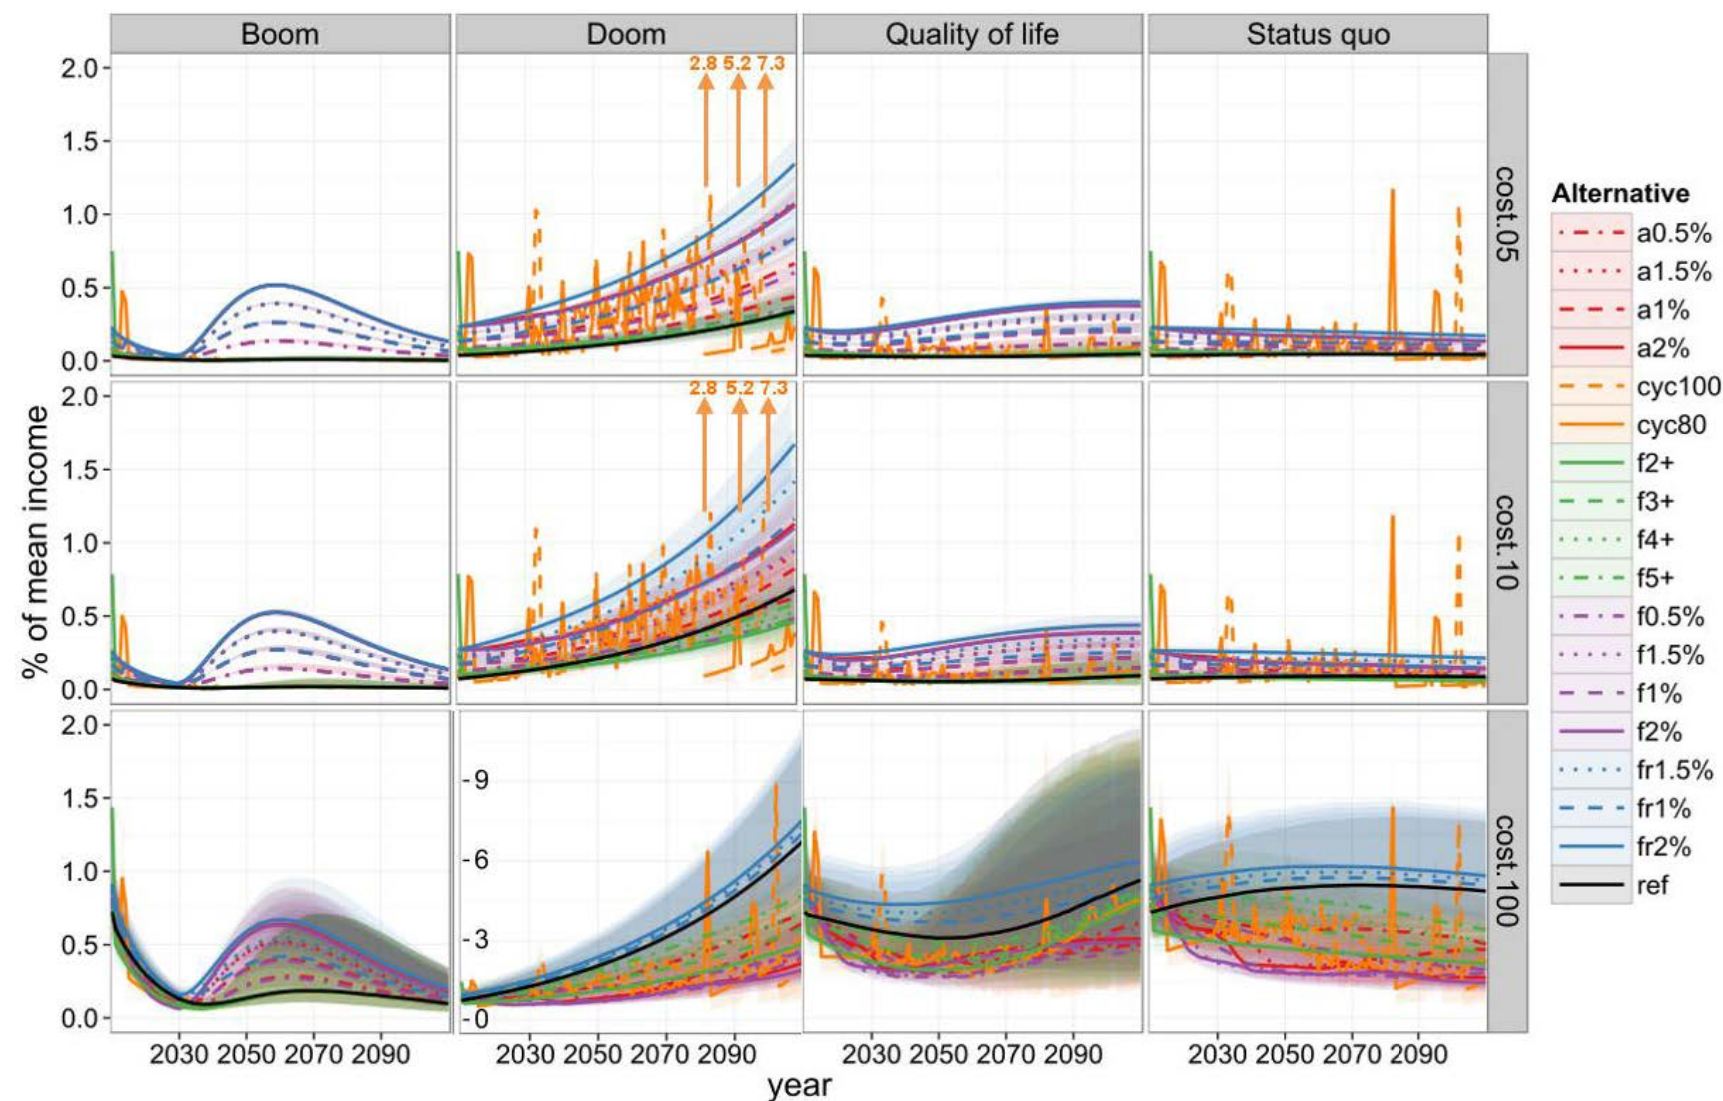 Boom Doom Quality of life Status quo
2.0
2.8 5.2 7.3
1.5
1.0
0.5
0.0
cost.05
2.0
2.8 5.2 7.3
1.5
1.0
0.5
0.0
cost.10
2.0
1.5
1.0
0.5
0.0
-9
-6
-3
-0
cost.100
% of mean income
2030 2050 2070 2090 2030 2050 2070 2090 2030 2050 2070 2090 2030 2050 2070 2090
year
Alternative
a0.5%
a1.5%
a1%
a2%
cyc100
cyc80
f2+
f3+
f4+
f5+
f0.5%
f1.5%
f1%
f2%
fr1.5%
fr1%
fr2%
ref